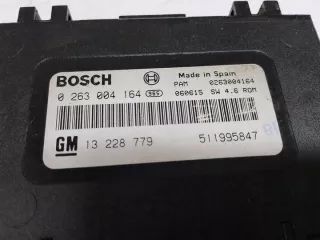 BOSCH Made in Spain
PAM 0263004164
0 263 004 164 060615 SW 4.6 ROM
GM 13 228 779 511995847